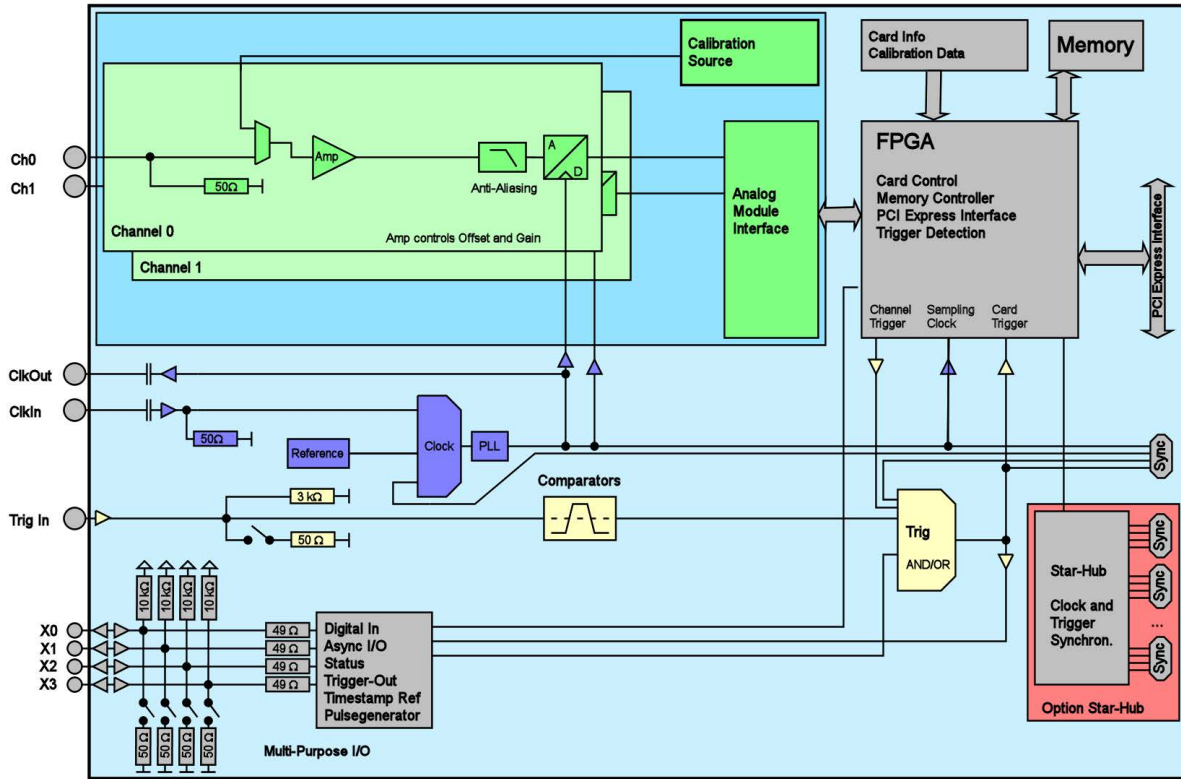 Calibration
Source
Card Info
Calibration Data
Memory
Ch0
Ch1
Amp
50Ω
Anti-Aliasing
A
D
Channel 0
Amp controls Offset and Gain
Channel 1
Analog
Module
Interface
FPGA
Card Control
Memory Controller
PCI Express Interface
Trigger Detection
Channel
Trigger
Sampling
Clock
Card
Trigger
PCI Express Interface
ClkOut
ClkIn
50Ω
Reference
Clock
PLL
Sync
Trig In
3 kΩ
50 Ω
Comparators
Trig
AND/OR
Star-Hub
Clock and
Trigger
Synchron.
Sync
Sync
...
Sync
Option Star-Hub
10 kΩ
10 kΩ
10 kΩ
10 kΩ
X0
X1
X2
X3
49 Ω
49 Ω
49 Ω
49 Ω
Digital In
Async I/O
Status
Trigger-Out
Timestamp Ref
Pulsegenerator
50 Ω
50 Ω
50 Ω
50 Ω
Multi-Purpose I/O